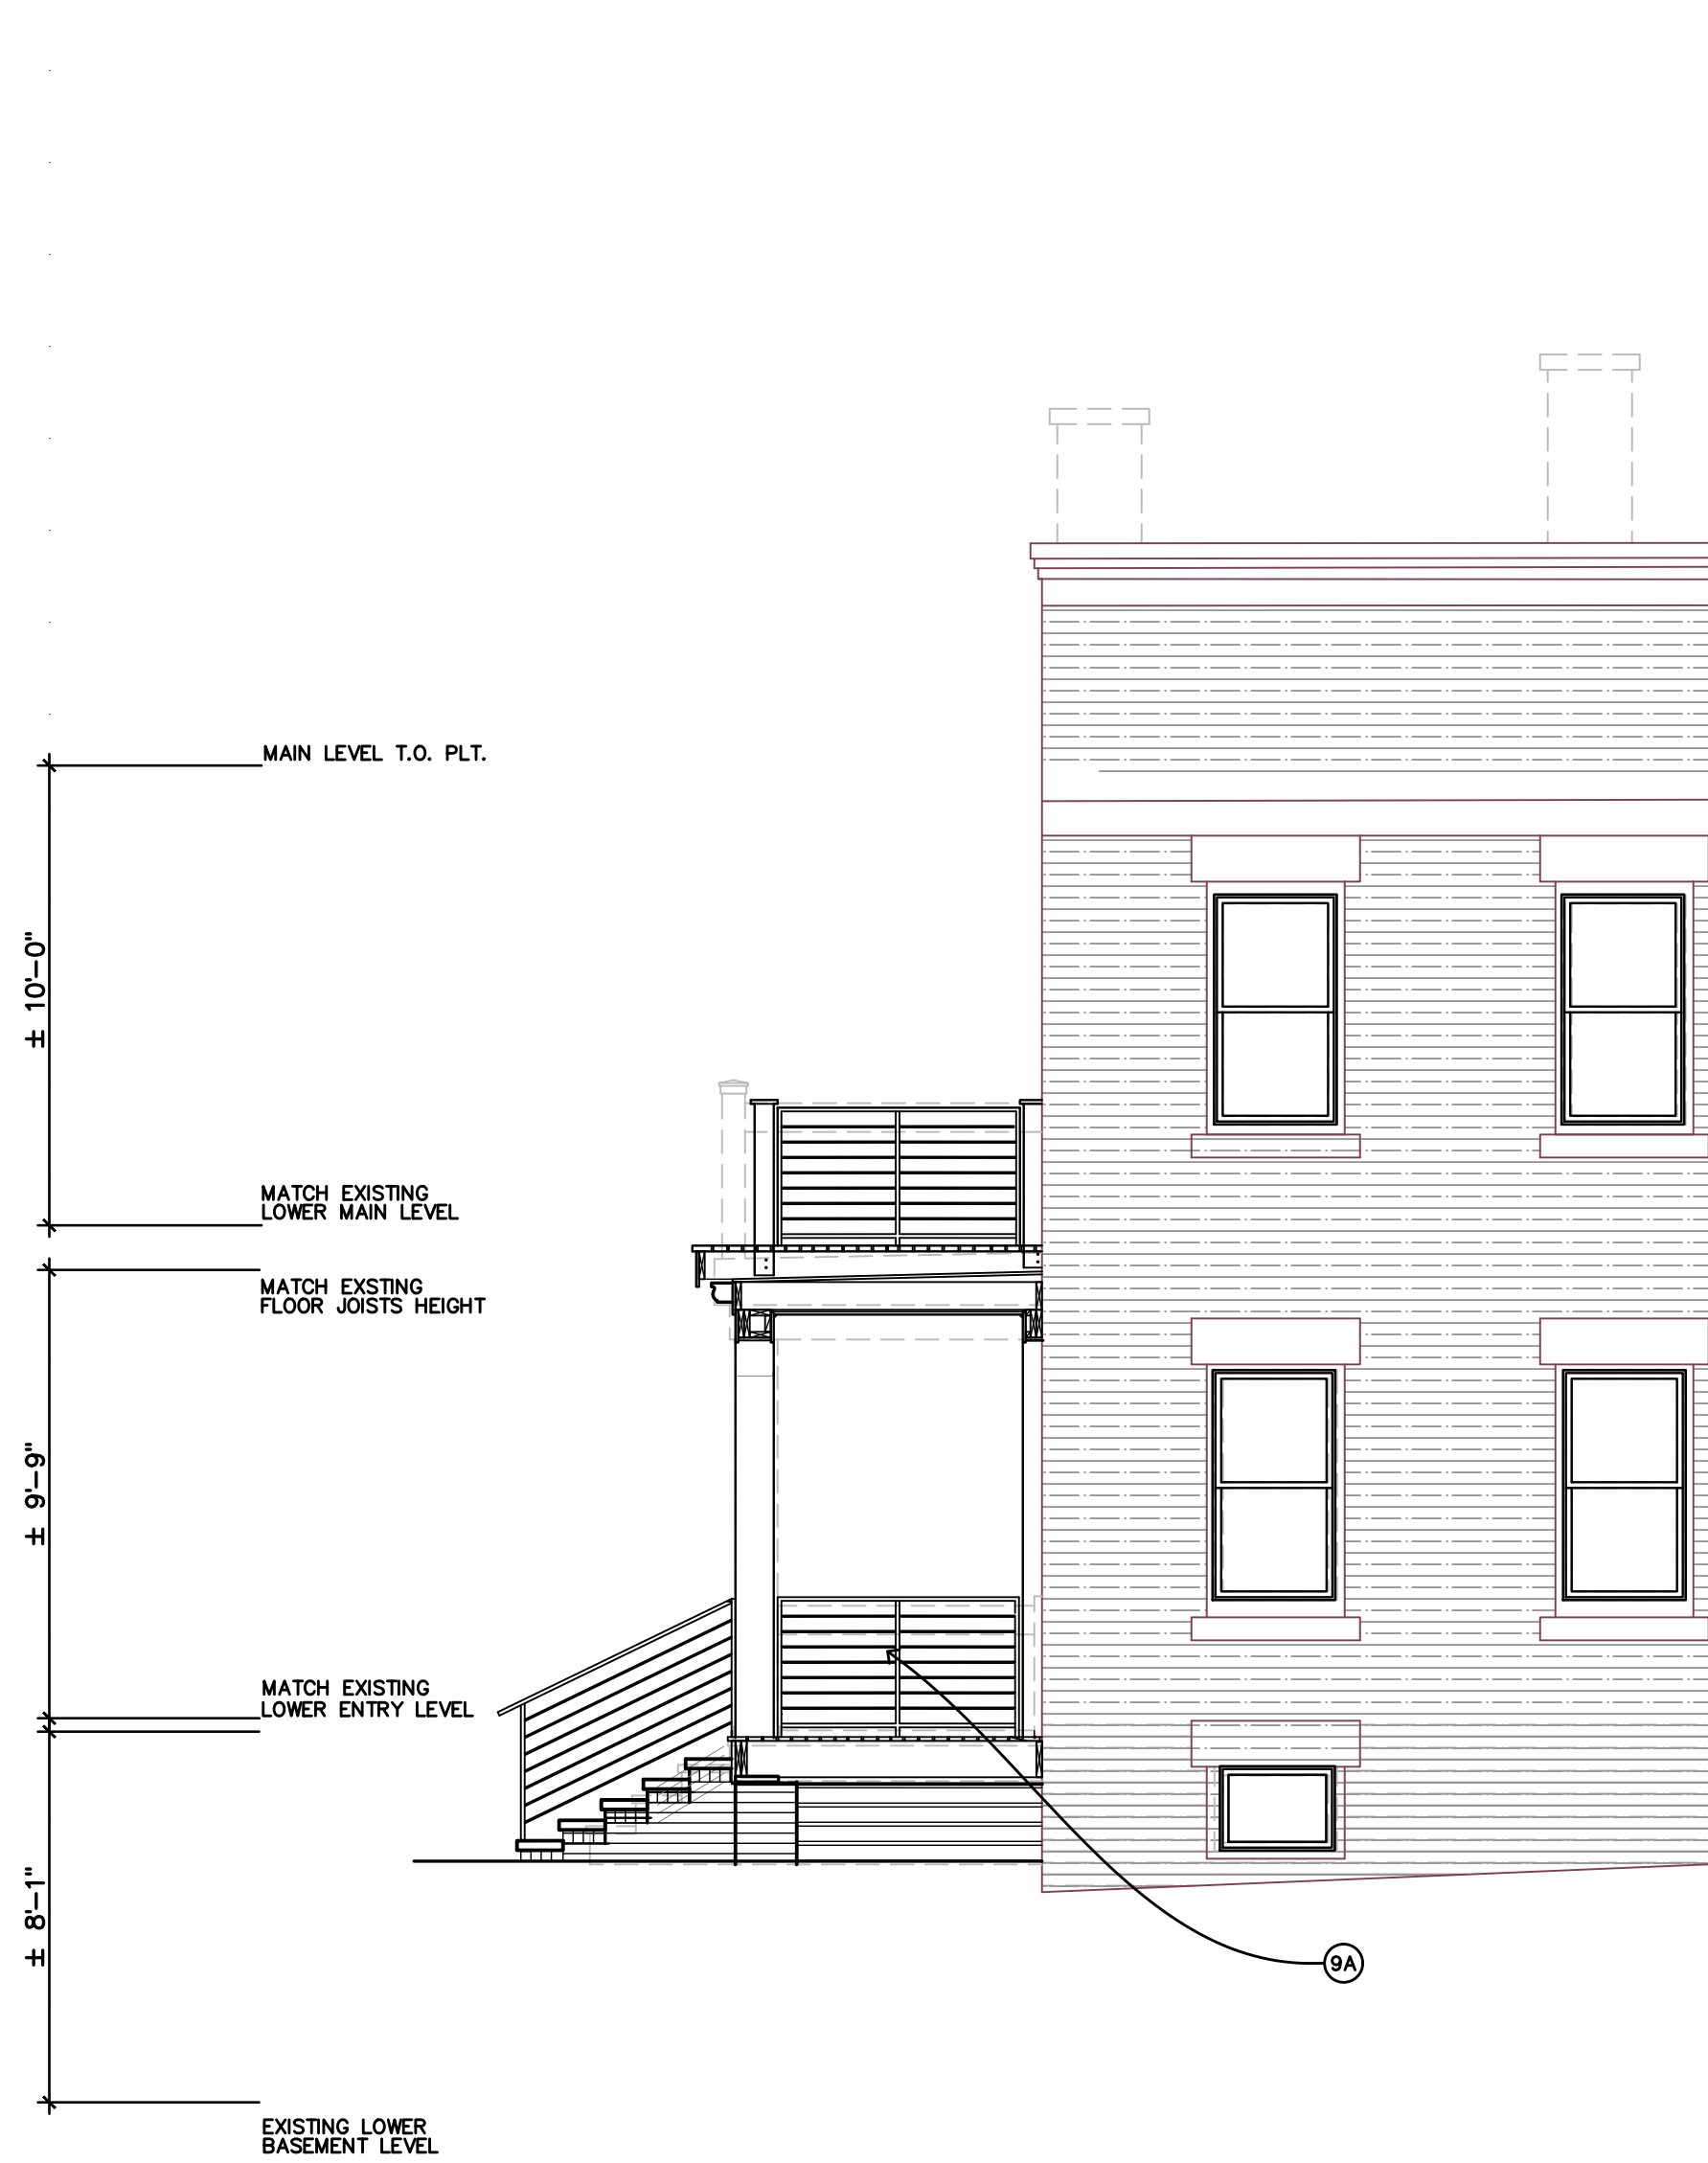 MAIN LEVEL T.O. PLT.
± 10'-0"
MATCH EXISTING
LOWER MAIN LEVEL
MATCH EXSTING
FLOOR JOISTS HEIGHT
± 9'-9"
MATCH EXISTING
LOWER ENTRY LEVEL
± 8'-1"
9A
EXISTING LOWER
BASEMENT LEVEL